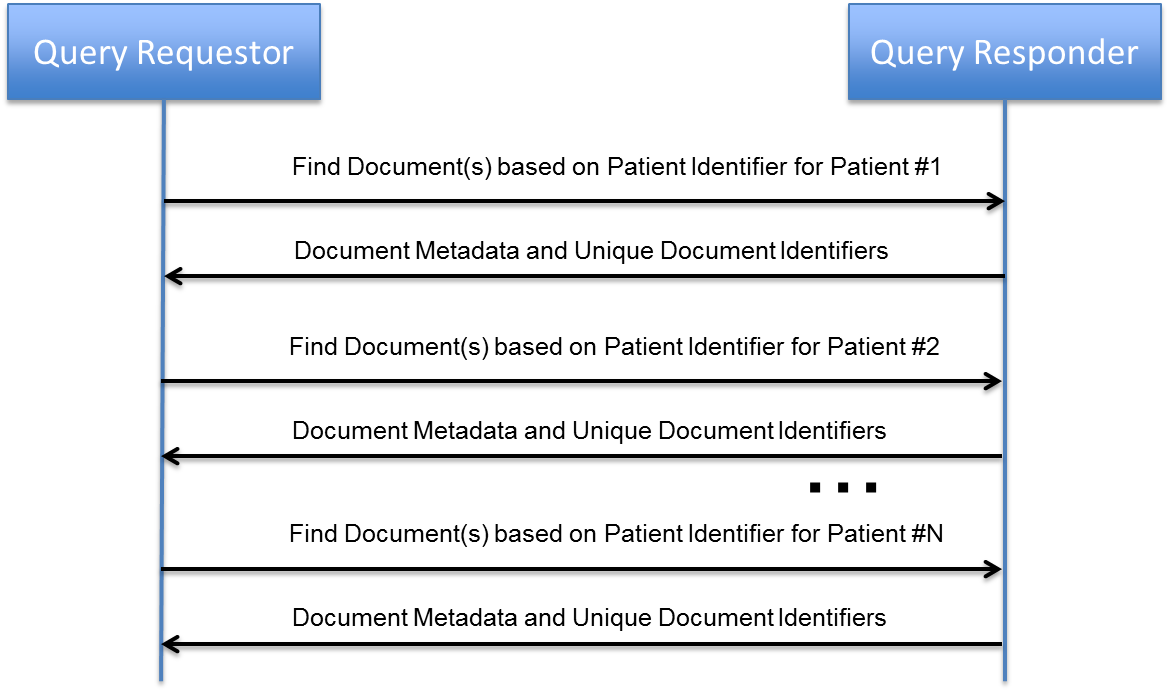 Query Requestor
Query Responder
Find Document(s) based on Patient Identifier for Patient #1
Document Metadata and Unique Document Identifiers
Find Document(s) based on Patient Identifier for Patient #2
Document Metadata and Unique Document Identifiers
...
Find Document(s) based on Patient Identifier for Patient #N
Document Metadata and Unique Document Identifiers